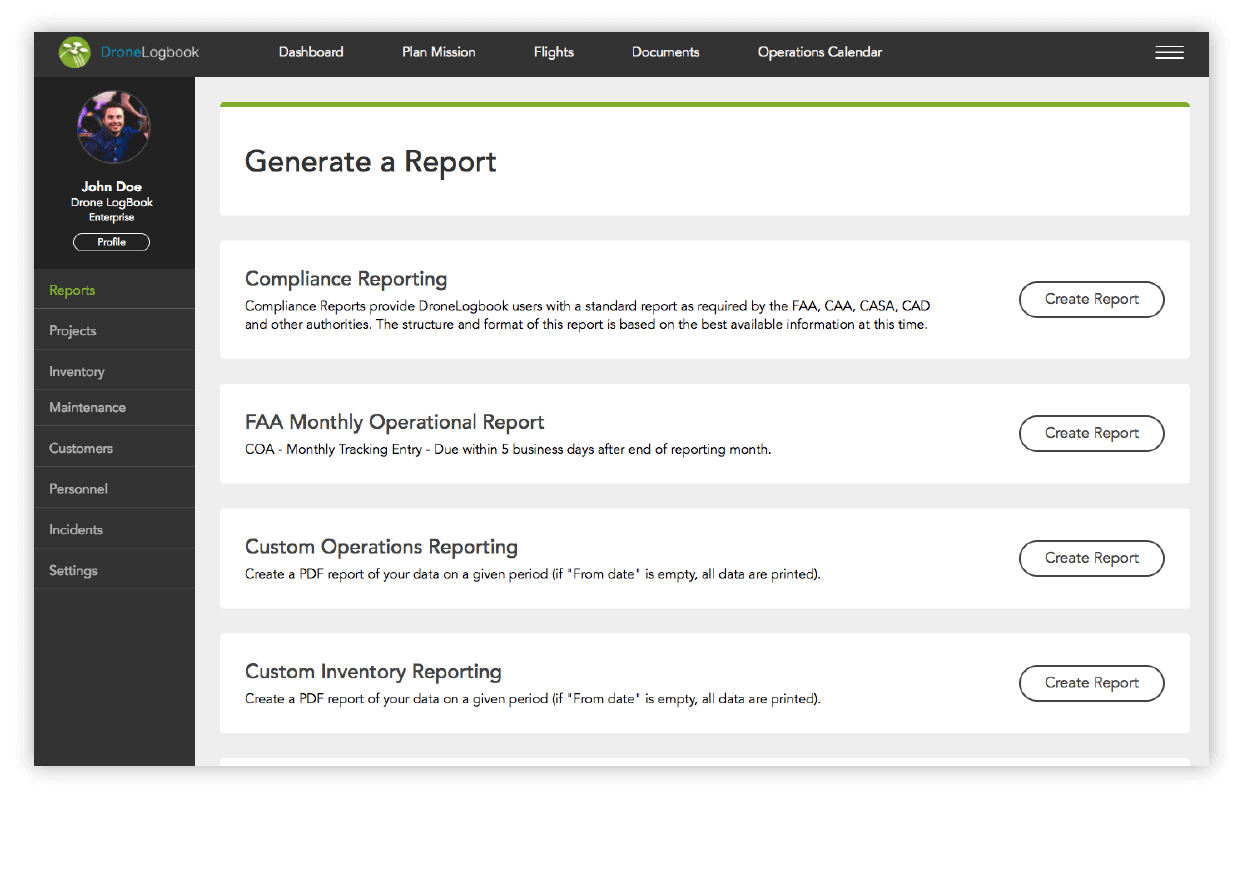 DroneLogbook
Dashboard
Plan Mission
Flights
Documents
Operations Calendar
John Doe
Drone LogBook
Enterprise
Profile
Reports
Projects
Inventory
Maintenance
Customers
Personnel
Incidents
Settings
Generate a Report
Compliance Reporting
Compliance Reports provide DroneLogbook users with a standard report as required by the FAA, CAA, CASA, CAD
and other authorities. The structure and format of this report is based on the best available information at this time.
Create Report
FAA Monthly Operational Report
COA - Monthly Tracking Entry - Due within 5 business days after end of reporting month.
Create Report
Custom Operations Reporting
Create a PDF report of your data on a given period (if "From date" is empty, all data are printed).
Create Report
Custom Inventory Reporting
Create a PDF report of your data on a given period (if "From date" is empty, all data are printed).
Create Report